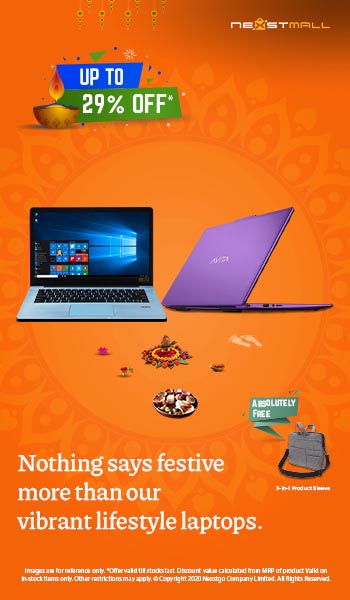 NEXSTMALL
UP TO
29% OFF*
AVITA
ABSOLUTELY
FREE
3-in-1 Product Sleeve
Nothing says festive
more than our
vibrant lifestyle laptops.
Images are for reference only. *Offer valid till stocks last. Discount value calculated from MRP of product Valid on
in-stock items only. Other restrictions may apply. © Copyright 2020 Nexstgo Company Limited. All Rights Reserved.